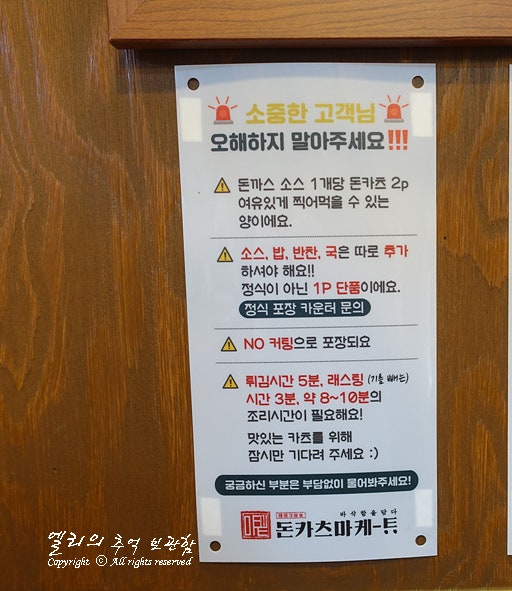 소중한 고객님
오해하지 말아주세요!!!
돈까스 소스 1개당 돈카츠 2p
여유있게 찍어먹을 수 있는
양이에요.
소스, 밥, 반찬, 국은 따로 추가
하셔야 해요!!
정식이 아닌 1P 단품이에요.
정식 포장 카운터 문의
NO 커팅으로 포장되요
튀김시간 5분, 래스팅 (기름 빼는)
시간 3분, 약 8~10분의
조리시간이 필요해요!
맛있는 카츠를 위해
잠시만 기다려 주세요 :)
궁금하신 부분은 부담없이 물어봐주세요!
바삭함을담다
돈카츠마케-트
엘리의 추억 보관함
Copyright ⓒ All rights reserved